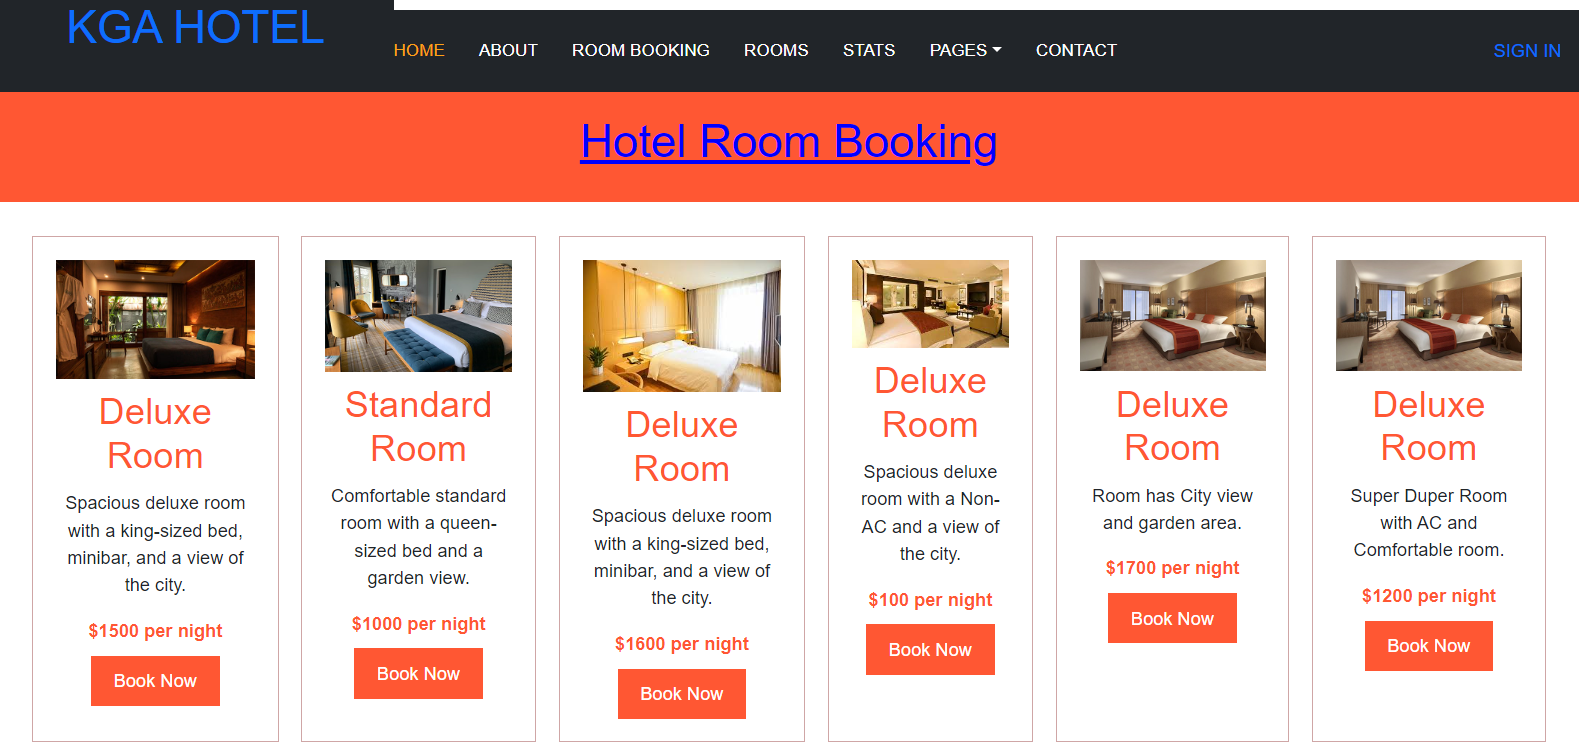 KGA HOTEL
HOME ABOUT ROOM BOOKING ROOMS STATS PAGES CONTACT SIGN IN
Hotel Room Booking
Deluxe
Room
Spacious deluxe room
with a king-sized bed,
minibar, and a view of
the city.
$1500 per night
Book Now
Standard
Room
Comfortable standard
room with a queen-
sized bed and a
garden view.
$1000 per night
Book Now
Deluxe
Room
Spacious deluxe room
with a king-sized bed,
minibar, and a view of
the city.
$1600 per night
Book Now
Deluxe
Room
Spacious deluxe
room with a Non-
AC and a view of
the city.
$100 per night
Book Now
Deluxe
Room
Room has City view
and garden area.
$1700 per night
Book Now
Deluxe
Room
Super Duper Room
with AC and
Comfortable room.
$1200 per night
Book Now